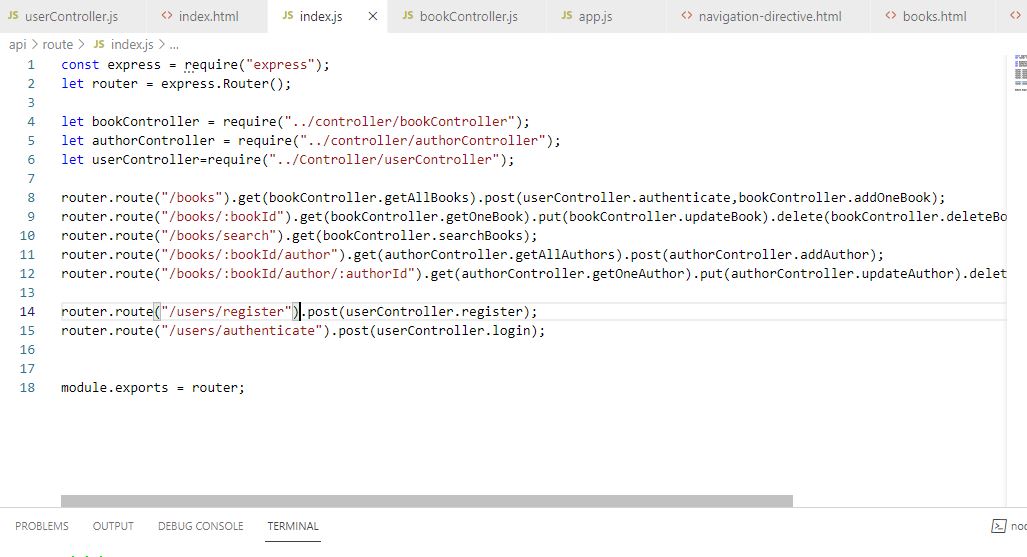 JS userController.js <> index.html JS index.js × JS bookController.js JS app.js <> navigation-directive.html <> books.html <>
api > route > JS index.js > ...
1 const express = require("express");
2 let router = express.Router();
3
4 let bookController = require("../controller/bookController");
5 let authorController = require("../controller/authorController");
6 let userController=require("../Controller/userController");
7
8 router.route("/books").get(bookController.getAllBooks).post(userController.authenticate,bookController.addOneBook);
9 router.route("/books/:bookId").get(bookController.getOneBook).put(bookController.updateBook).delete(bookController.deleteBo
10 router.route("/books/search").get(bookController.searchBooks);
11 router.route("/books/:bookId/author").get(authorController.getAllAuthors).post(authorController.addAuthor);
12 router.route("/books/:bookId/author/:authorId").get(authorController.getOneAuthor).put(authorController.updateAuthor).delet
13
14 router.route("/users/register").post(userController.register);
15 router.route("/users/authenticate").post(userController.login);
16
17
18 module.exports = router;
PROBLEMS OUTPUT DEBUG CONSOLE TERMINAL nod